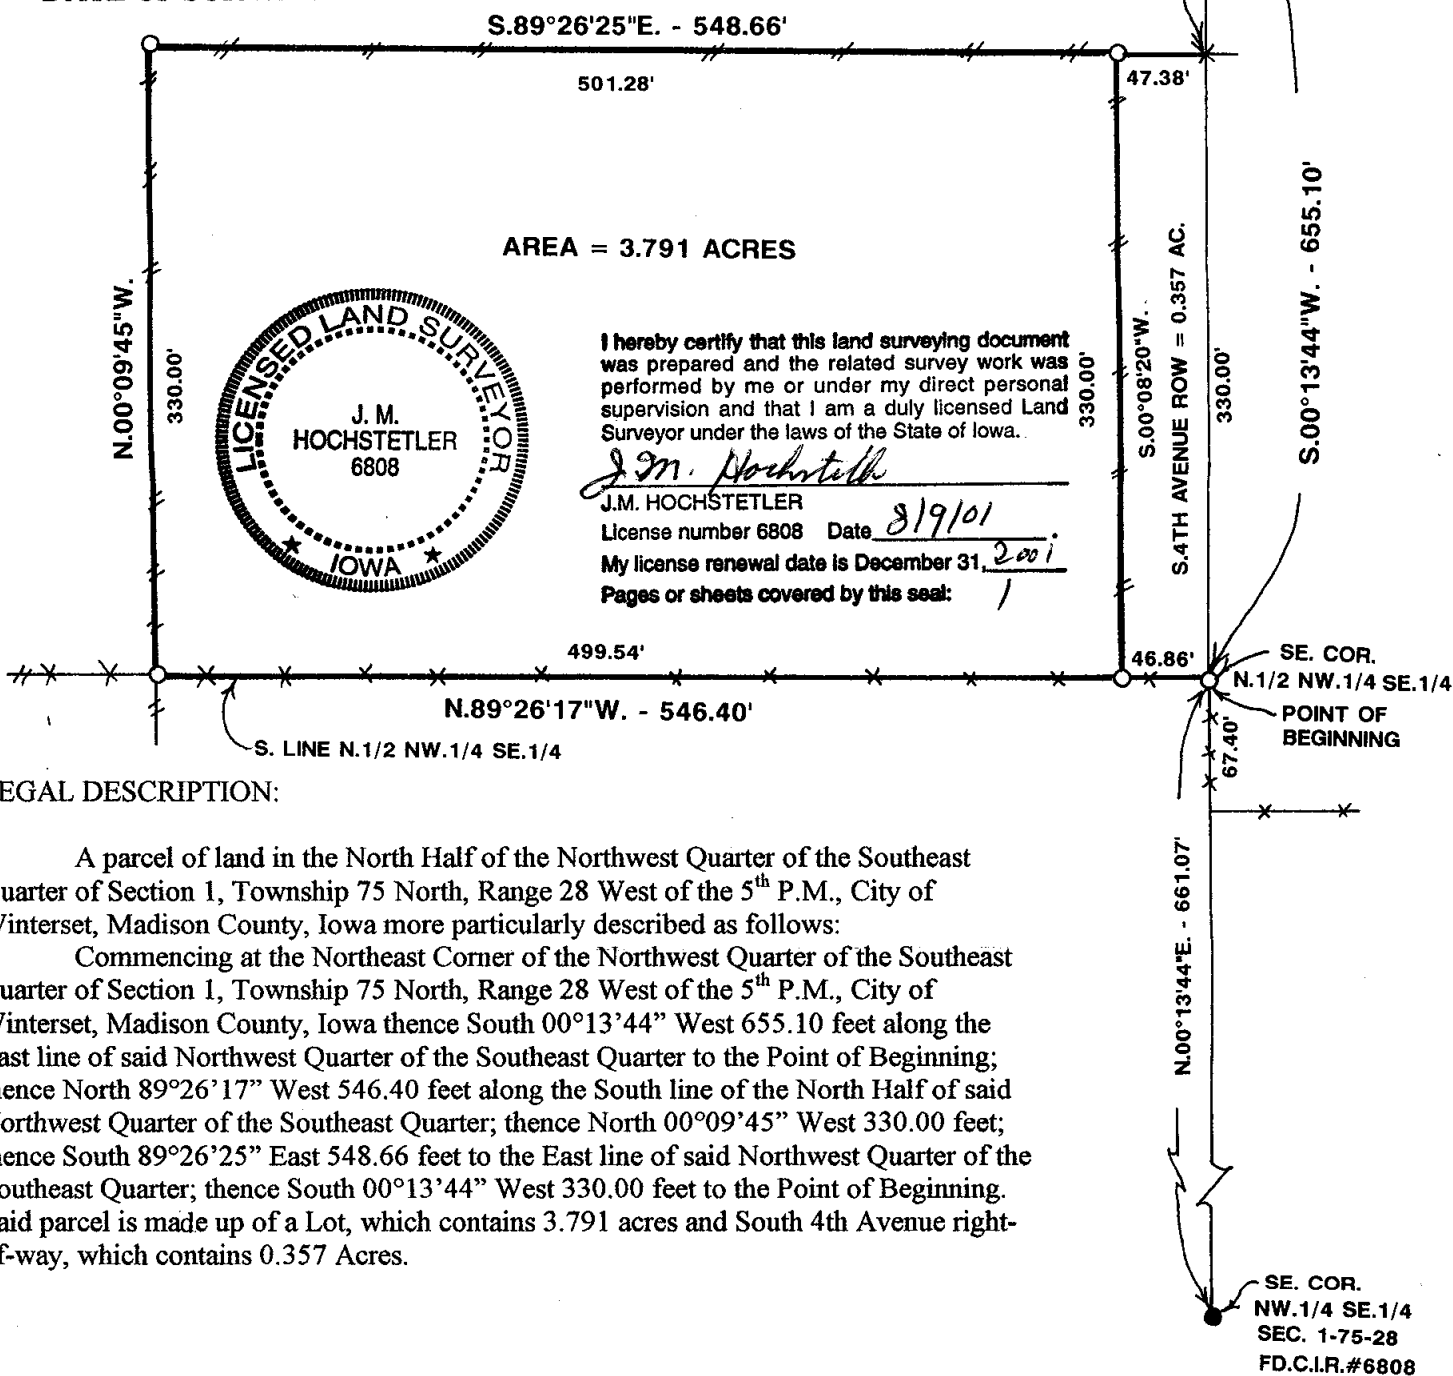 S.89°26'25"E. - 548.66'
501.28'
47.38'
AREA = 3.791 ACRES
N.00°09'45"W.
330.00'
LICENSED LAND SURVEYOR
J. M.
HOCHSTETLER
6808
IOWA
I hereby certify that this land surveying document
was prepared and the related survey work was
performed by me or under my direct personal
supervision and that I am a duly licensed Land
Surveyor under the laws of the State of Iowa.
J.M. Hochstetler
J.M. HOCHSTETLER
License number 6808 Date 8/9/01.
My license renewal date is December 31, 2001
Pages or sheets covered by this seal: 1
330.00'
S.00°08'20"W.
S.4TH AVENUE ROW = 0.357 AC.
330.00'
S.00°13'44"W. - 655.10'
499.54'
46.86'
N.89°26'17"W. - 546.40'
S. LINE N.1/2 NW.1/4 SE.1/4
SE. COR.
N.1/2 NW.1/4 SE.1/4
POINT OF
BEGINNING
67.40'
N.00°13'44"E. - 661.07'
EGAL DESCRIPTION:
A parcel of land in the North Half of the Northwest Quarter of the Southeast
uarter of Section 1, Township 75 North, Range 28 West of the 5th P.M., City of
interset, Madison County, Iowa more particularly described as follows:
Commencing at the Northeast Corner of the Northwest Quarter of the Southeast
uarter of Section 1, Township 75 North, Range 28 West of the 5th P.M., City of
interset, Madison County, Iowa thence South 00°13'44” West 655.10 feet along the
ast line of said Northwest Quarter of the Southeast Quarter to the Point of Beginning;
ence North 89°26'17” West 546.40 feet along the South line of the North Half of said
orthwest Quarter of the Southeast Quarter; thence North 00°09'45” West 330.00 feet;
ence South 89°26'25” East 548.66 feet to the East line of said Northwest Quarter of the
outheast Quarter; thence South 00°13'44” West 330.00 feet to the Point of Beginning.
aid parcel is made up of a Lot, which contains 3.791 acres and South 4th Avenue right-
f-way, which contains 0.357 Acres.
SE. COR.
NW.1/4 SE.1/4
SEC. 1-75-28
FD.C.I.R.#6808